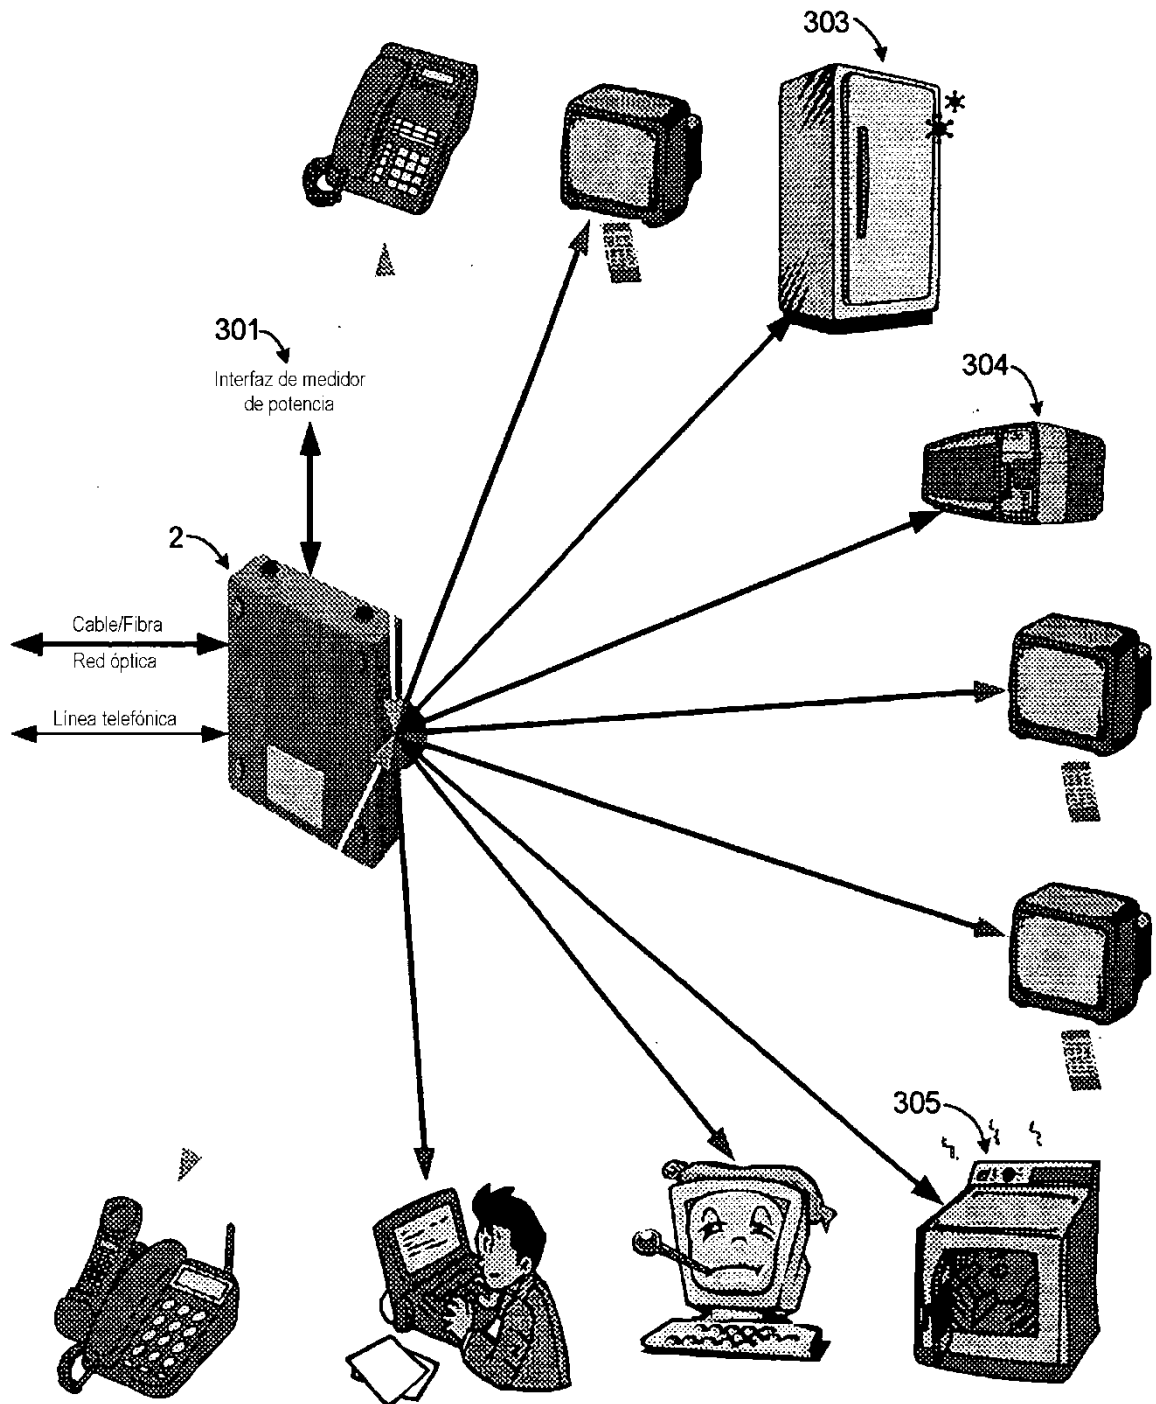 303
301
Interfaz de medidor
de potencia
304
2
Cable/Fibra
Red óptica
Línea telefónica
305